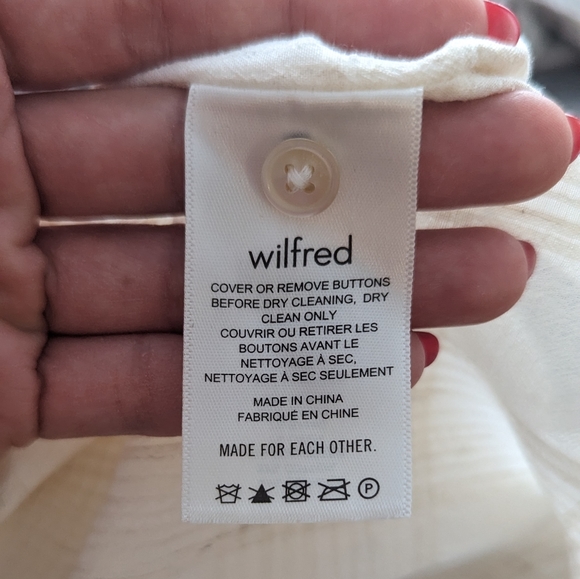 wilfred
COVER OR REMOVE BUTTONS
BEFORE DRY CLEANING, DRY
CLEAN ONLY
COUVRIR OU RETIRER LES
BOUTONS AVANT LE
NETTOYAGE À SEC,
NETTOYAGE À SEC SEULEMENT
MADE IN CHINA
FABRIQUÉ EN CHINE
MADE FOR EACH OTHER.
P